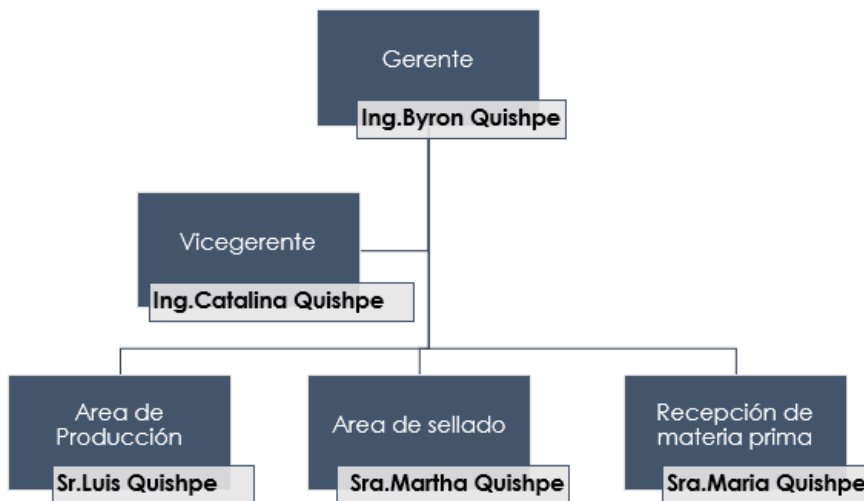 Gerente
Ing.Byron Quishpe
Vicegerente
Ing.Catalina Quishpe
Area de
Producción
Sr.Luis Quishpe
Area de sellado
Sra.Martha Quishpe
Recepción de
materia prima
Sra.Maria Quishpe